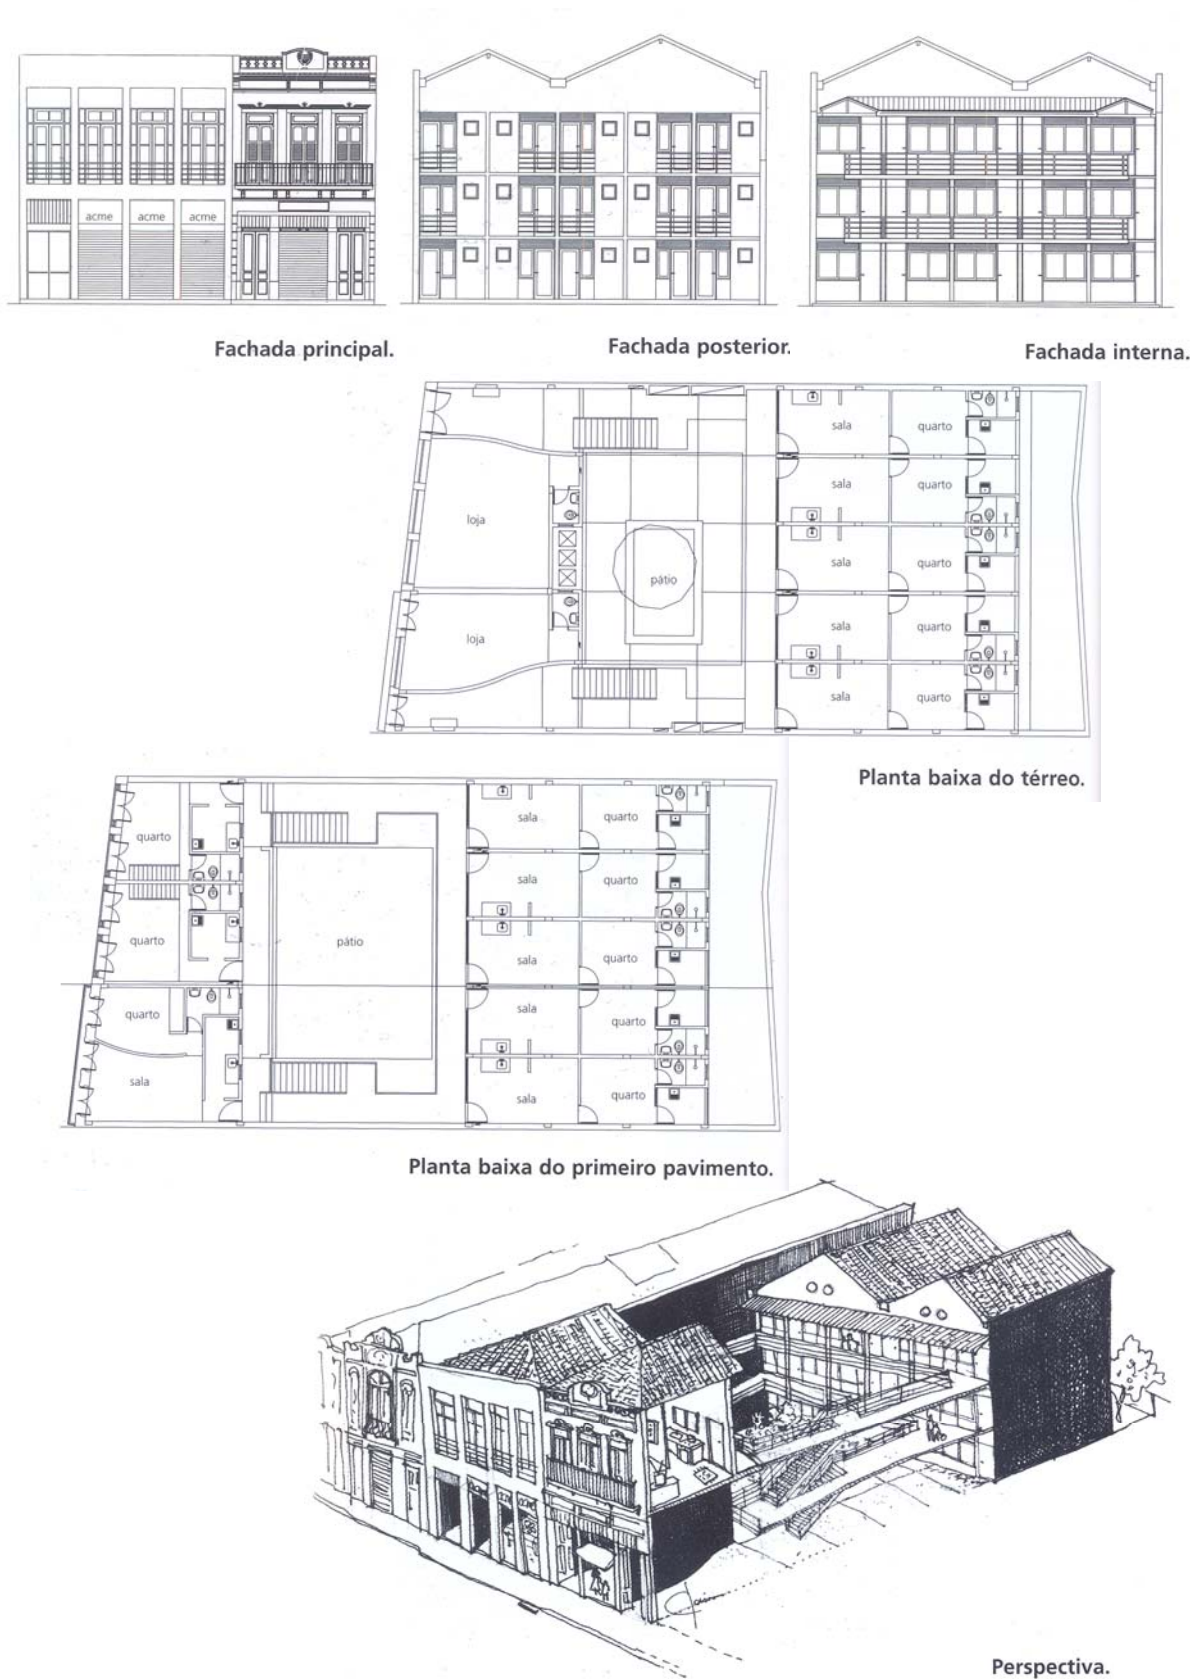 acme acme acme
Fachada principal.
Fachada posterior.
Fachada interna.
sala quarto
sala quarto
loja
sala quarto
pátio
sala quarto
loja
sala quarto
Planta baixa do térreo.
sala quarto
quarto
sala quarto
quarto
pátio
sala quarto
quarto
sala quarto
sala
sala quarto
Planta baixa do primeiro pavimento.
Perspectiva.